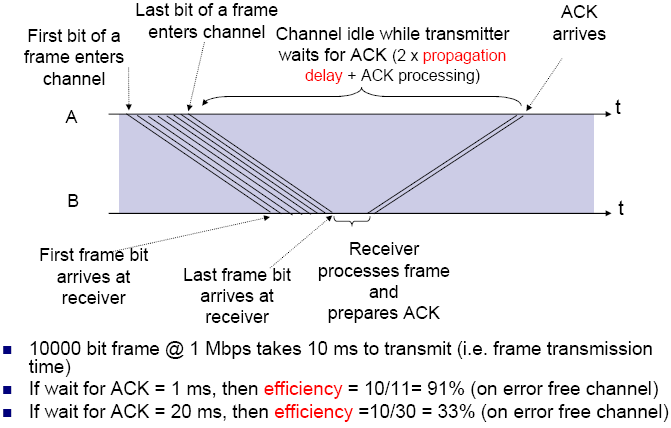 First bit of a
frame enters
channel
Last bit of a frame
enters channel
Channel idle while transmitter
waits for ACK (2 x propagation
delay + ACK processing)
ACK
arrives
A
t
B
t
First frame bit
arrives at
receiver
Last frame bit
arrives at
receiver
Receiver
processes frame
and
prepares ACK
10000 bit frame @ 1 Mbps takes 10 ms to transmit (i.e. frame transmission
time)
If wait for ACK = 1 ms, then efficiency = 10/11= 91% (on error free channel)
If wait for ACK = 20 ms, then efficiency =10/30 = 33% (on error free channel)